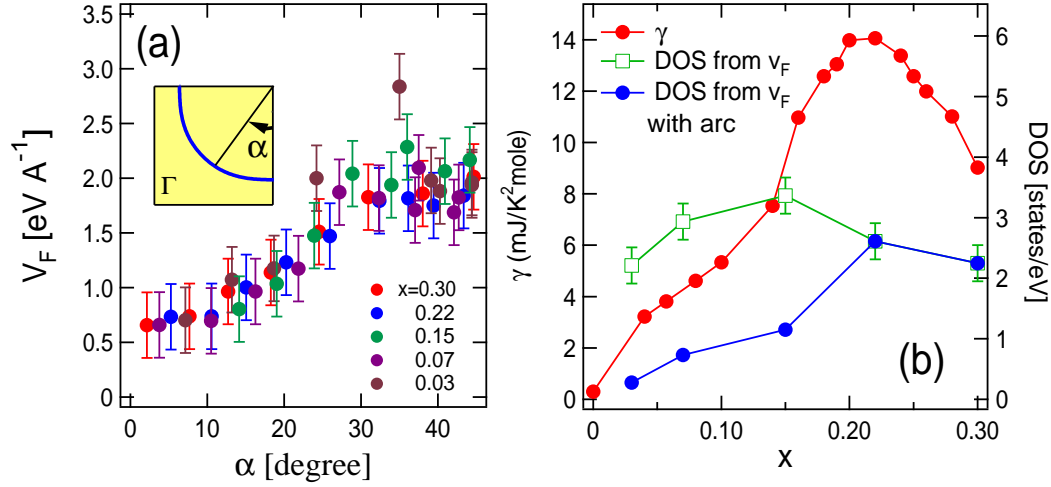 (a)
3.5
3.0
2.5
2.0
1.5
1.0
0.5
0
V_F [eV A⁻¹]
Γ
α
x=0.30
0.22
0.15
0.07
0.03
0 10 20 30 40
α [degree]
(b)
14
12
10
8
6
4
2
0
γ (mJ/K²mole)
γ
DOS from v_F
DOS from v_F
with arc
6
5
4
3
2
1
0
DOS [states/eV]
0 0.10 0.20 0.30
x